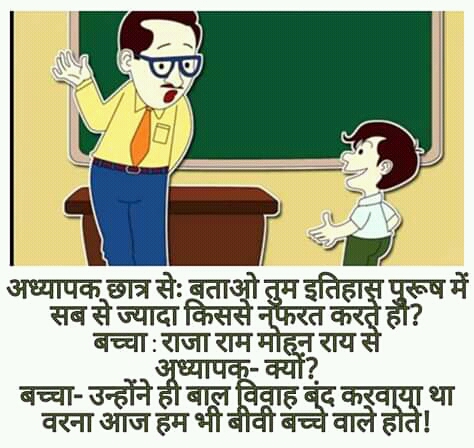 अध्यापक छात्र से: बताओ तुम इतिहास पुरूष में
सब से ज्यादा किससे नफरत करते हो?
बच्चा : राजा राम मोहन राय से
अध्यापक- क्यों?
बच्चा- उन्होंने ही बाल विवाह बंद करवाया था
वरना आज हम भी बीवी बच्चे वाले होते!